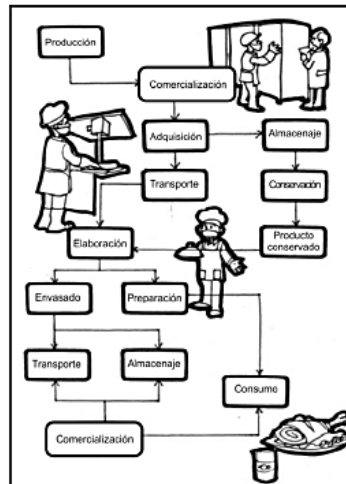 Producción
Comercialización
Adquisición
Almacenaje
Transporte
Conservación
Elaboración
Producto
conservado
Envasado
Preparación
Transporte
Almacenaje
Consumo
Comercialización